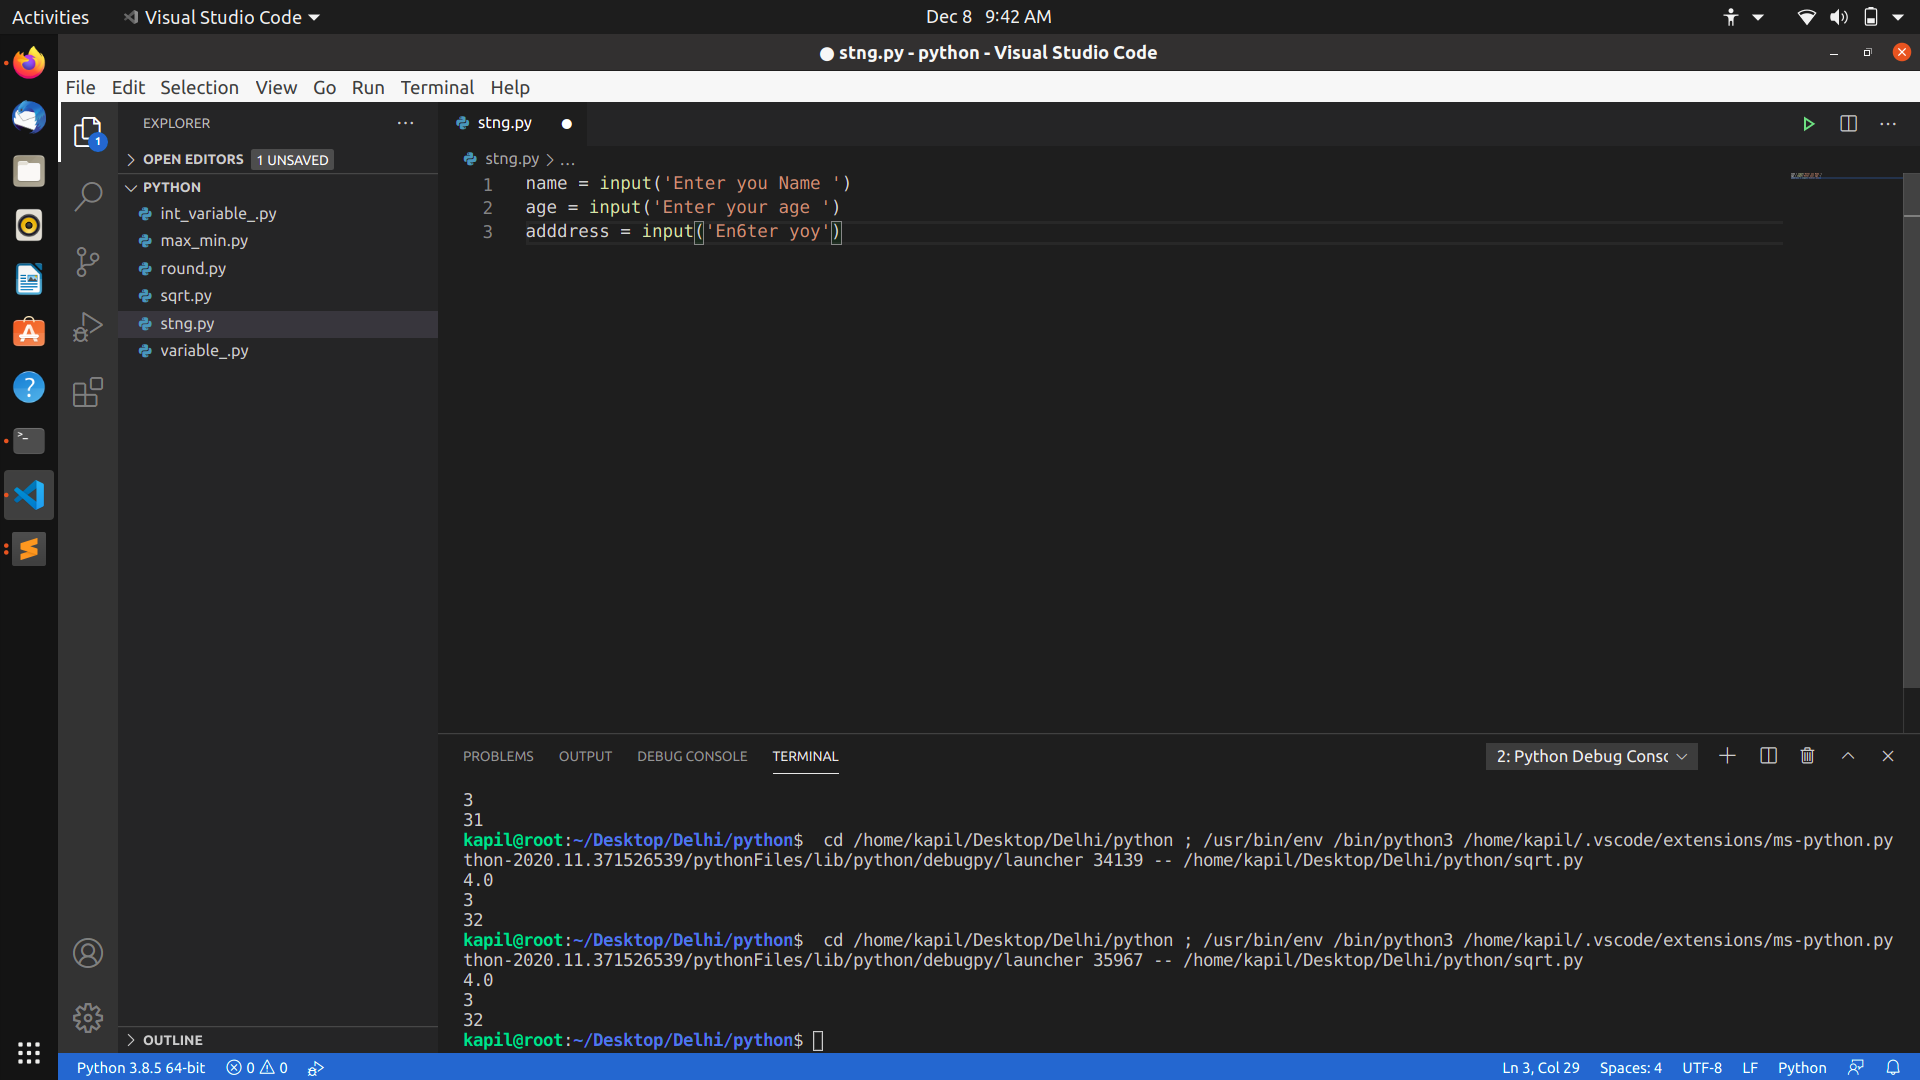 Activities Visual Studio Code Dec 8 9:42 AM
● stng.py - python - Visual Studio Code
File Edit Selection View Go Run Terminal Help
EXPLORER
1
OPEN EDITORS 1 UNSAVED
PYTHON
int_variable_.py
max_min.py
round.py
sqrt.py
stng.py
variable_.py
OUTLINE
stng.py
stng.py > ...
1 name = input('Enter you Name ')
2 age = input('Enter your age ')
3 adddress = input('En6ter yoy')
PROBLEMS OUTPUT DEBUG CONSOLE TERMINAL 2: Python Debug Consc
3
31
kapil@root:~/Desktop/Delhi/python$  cd /home/kapil/Desktop/Delhi/python ; /usr/bin/env /bin/python3 /home/kapil/.vscode/extensions/ms-python.py
thon-2020.11.371526539/pythonFiles/lib/python/debugpy/launcher 34139 -- /home/kapil/Desktop/Delhi/python/sqrt.py
4.0
3
32
kapil@root:~/Desktop/Delhi/python$  cd /home/kapil/Desktop/Delhi/python ; /usr/bin/env /bin/python3 /home/kapil/.vscode/extensions/ms-python.py
thon-2020.11.371526539/pythonFiles/lib/python/debugpy/launcher 35967 -- /home/kapil/Desktop/Delhi/python/sqrt.py
4.0
3
32
kapil@root:~/Desktop/Delhi/python$
Python 3.8.5 64-bit 0 0 Ln 3, Col 29 Spaces: 4 UTF-8 LF Python